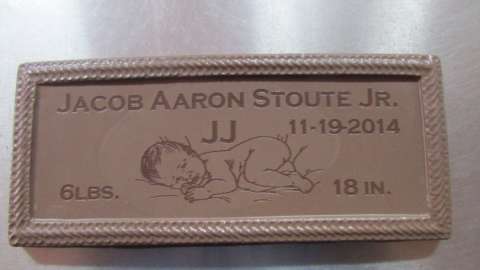 JACOB AARON STOUTE JR.
JJ 11-19-2014
6LBS. 18 IN.